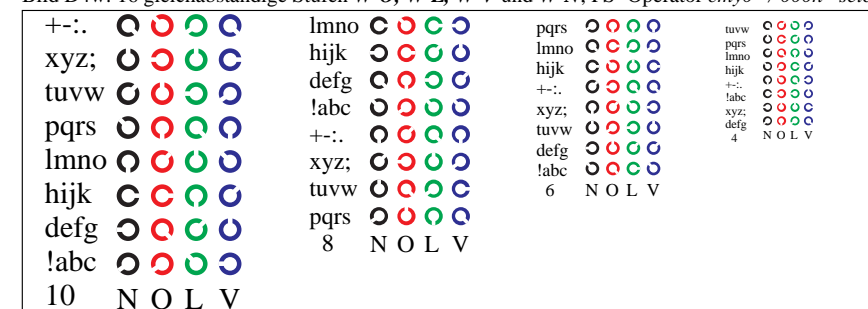 +-:.
xyz;
tuvw
pqrs
lmno
hijk
defg
!abc
10 N O L V
lmno
hijk
defg
!abc
+-:.
xyz;
tuvw
pqrs
8 N O L V
pqrs
lmno
hijk
+-:.
xyz;
tuvw
defg
!abc
6 N O L V
tuvw
pqrs
lmno
hijk
+-:.
!abc
xyz;
defg
4 N O L V